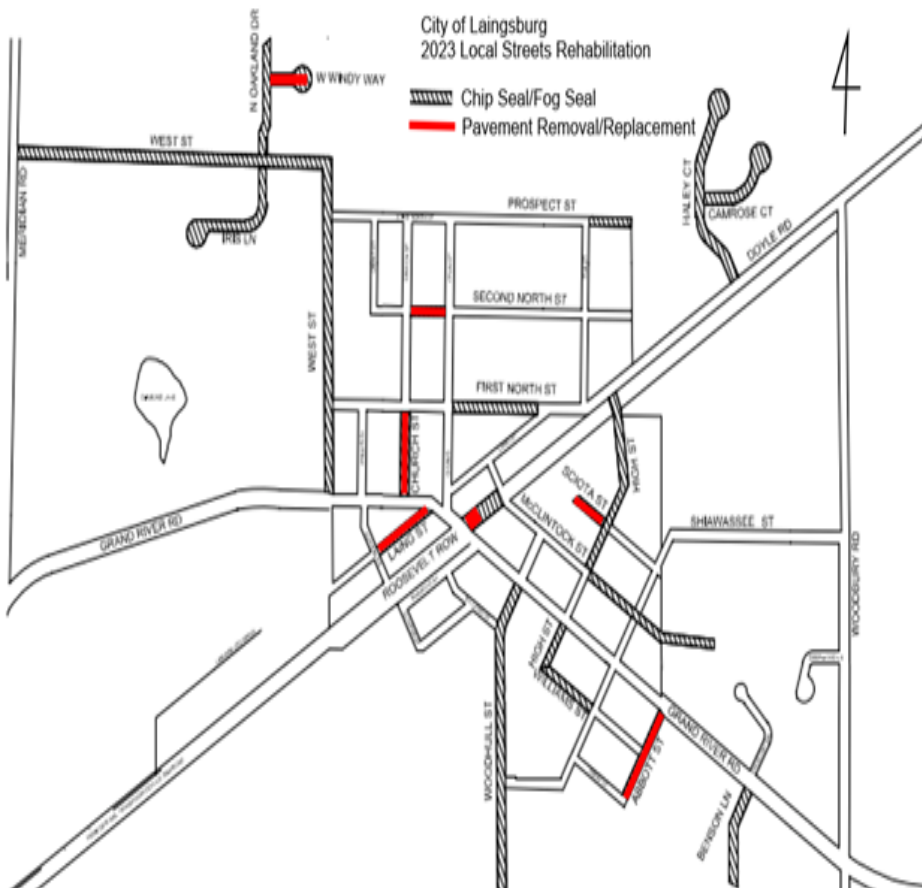 City of Laingsburg
2023 Local Streets Rehabilitation
Chip Seal/Fog Seal
Pavement Removal/Replacement
N OAKLAND DR
W WINDY WAY
WEST ST
MERIDIAN RD
IRIS LN
HALEY CT
CAMROSE CT
DOYLE RD
PROSPECT ST
SECOND NORTH ST
WEST ST
FIRST NORTH ST
CHURCH ST
HIGH ST
SCIOTA ST
McCLINTOCK ST
SHIAWASSEE ST
GRAND RIVER RD
LAING ST
ROOSEVELT ROW
WOODBURY RD
HIGH ST
WILLIAMS ST
WOODHULL ST
ABBOTT ST
GRAND RIVER RD
BENSON LN